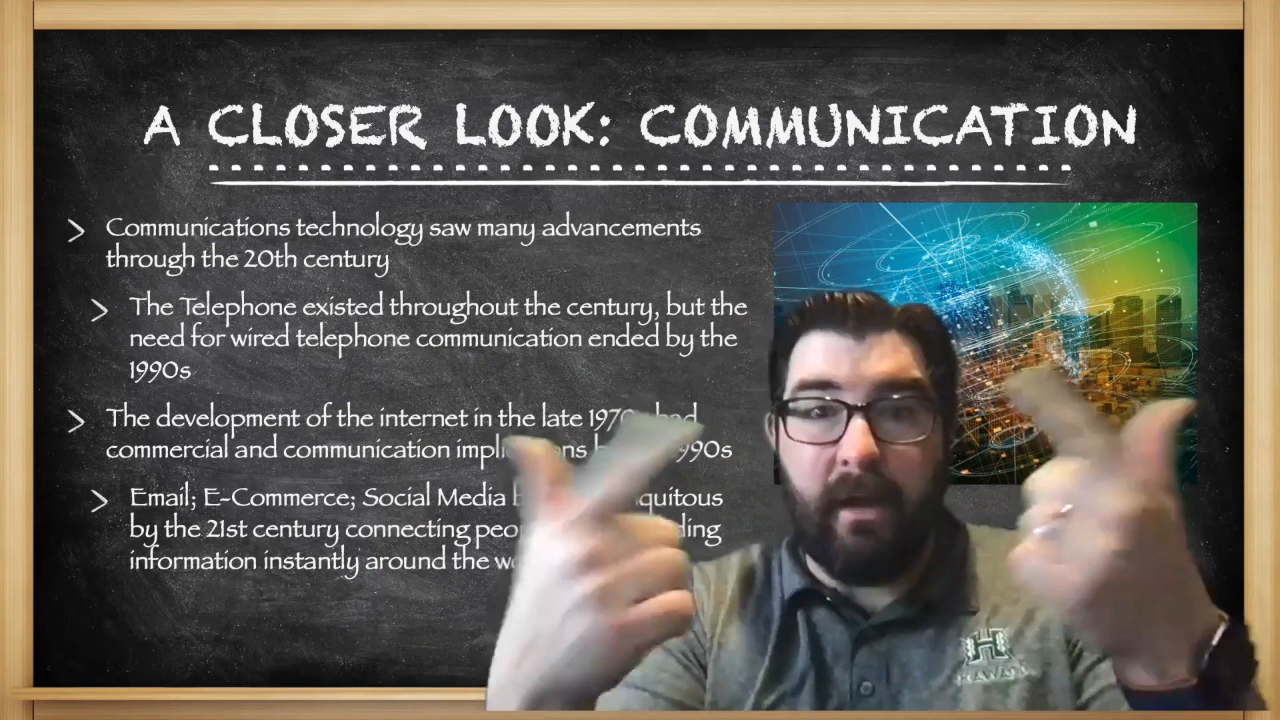 A CLOSER LOOK: COMMUNICATION
Communications technology saw many advancements
through the 20th century
The Telephone existed throughout the century, but the
need for wired telephone communication ended by the
1990s
The development of the internet in the late
commercial and communication
Email; E-Commerce; Social Media
by the 21st century connecting
information instantly around the
H